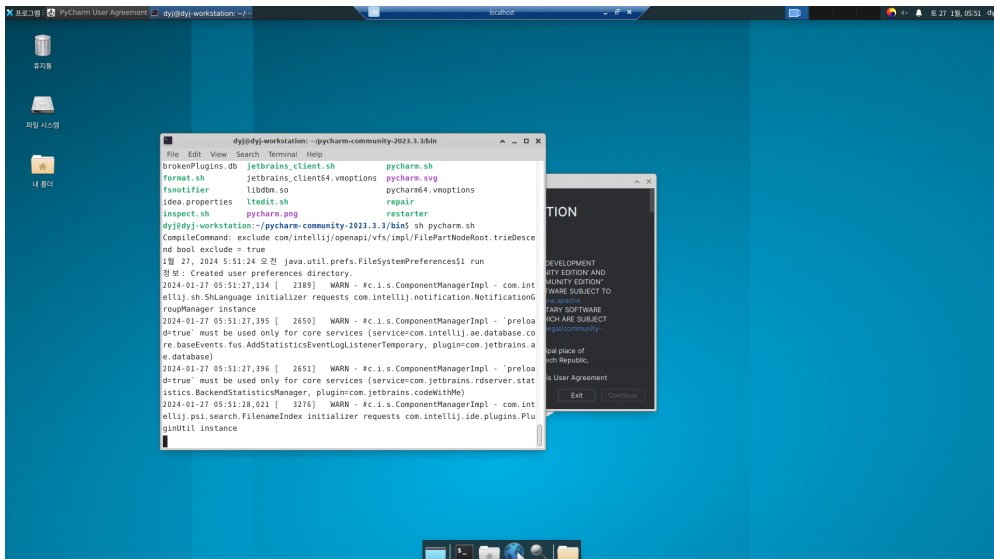 프로그램
PyCharm User Agreement
dyj@dyj-workstation: ~/
localhost
토 27 1월, 05:51 dy
휴지통
파일 시스템
내 폴더
dyj@dyj-workstation: ~/pycharm-community-2023.3.3/bin
File Edit View Search Terminal Help
brokenPlugins.db jetbrains_client.sh pycharm.sh
format.sh jetbrains_client64.vmoptions pycharm.svg
fsnotifier libdbm.so pycharm64.vmoptions
idea.properties ltedit.sh repair
inspect.sh pycharm.png restarter
dyj@dyj-workstation:~/pycharm-community-2023.3.3/bin$ sh pycharm.sh
CompileCommand: exclude com/intellij/openapi/vfs/impl/FilePartNodeRoot.trieDesce
nd bool exclude = true
1월 27, 2024 5:51:24 오전 java.util.prefs.FileSystemPreferences$1 run
정보: Created user preferences directory.
2024-01-27 05:51:27,134 [ 2389] WARN - #c.i.s.ComponentManagerImpl - com.int
ellij.sh.ShLanguage initializer requests com.intellij.notification.NotificationG
roupManager instance
2024-01-27 05:51:27,395 [ 2650] WARN - #c.i.s.ComponentManagerImpl - `preloa
d=true` must be used only for core services (service=com.intellij.ae.database.co
re.baseEvents.fus.AddStatisticsEventLogListenerTemporary, plugin=com.jetbrains.a
e.database)
2024-01-27 05:51:27,396 [ 2651] WARN - #c.i.s.ComponentManagerImpl - `preloa
d=true` must be used only for core services (service=com.jetbrains.rdserver.stat
istics.BackendStatisticsManager, plugin=com.jetbrains.codeWithMe)
2024-01-27 05:51:28,021 [ 3276] WARN - #c.i.s.ComponentManagerImpl - com.int
ellij.psi.search.FilenameIndex initializer requests com.intellij.ide.plugins.Plu
ginUtil instance
TION
DEVELOPMENT
ITY EDITION' AND
MUNITY EDITION"
TWARE SUBJECT TO
ww.apache.
TARY SOFTWARE
HICH ARE SUBJECT
legal/community-
ipal place of
ech Republic,
is User Agreement
Exit Continue